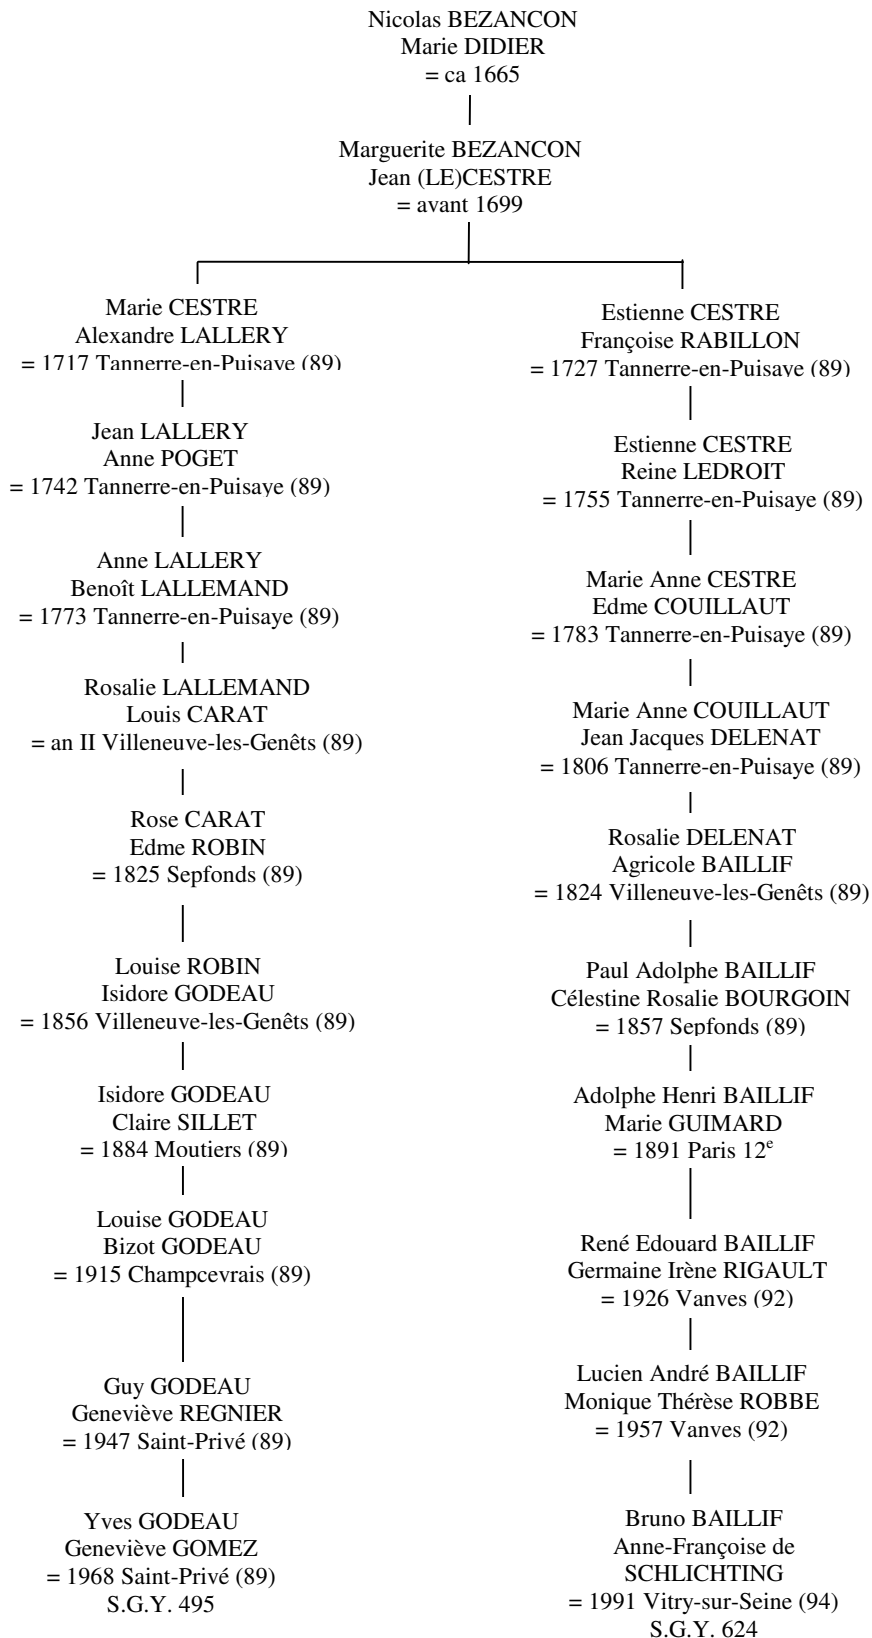 Nicolas BEZANCON
Marie DIDIER
= ca 1665
Marguerite BEZANCON
Jean (LE)CESTRE
= avant 1699
Marie CESTRE
Alexandre LALLERY
= 1717 Tannerre-en-Puisaye (89)
Jean LALLERY
Anne POGET
= 1742 Tannerre-en-Puisaye (89)
Anne LALLERY
Benoît LALLEMAND
= 1773 Tannerre-en-Puisaye (89)
Rosalie LALLEMAND
Louis CARAT
= an II Villeneuve-les-Genêts (89)
Rose CARAT
Edme ROBIN
= 1825 Sepfonds (89)
Louise ROBIN
Isidore GODEAU
= 1856 Villeneuve-les-Genêts (89)
Isidore GODEAU
Claire SILLET
= 1884 Moutiers (89)
Louise GODEAU
Bizot GODEAU
= 1915 Champcevrais (89)
Guy GODEAU
Geneviève REGNIER
= 1947 Saint-Privé (89)
Yves GODEAU
Geneviève GOMEZ
= 1968 Saint-Privé (89)
S.G.Y. 495
Estienne CESTRE
Françoise RABILLON
= 1727 Tannerre-en-Puisaye (89)
Estienne CESTRE
Reine LEDROIT
= 1755 Tannerre-en-Puisaye (89)
Marie Anne CESTRE
Edme COUILLAUT
= 1783 Tannerre-en-Puisaye (89)
Marie Anne COUILLAUT
Jean Jacques DELENAT
= 1806 Tannerre-en-Puisaye (89)
Rosalie DELENAT
Agricole BAILLIF
= 1824 Villeneuve-les-Genêts (89)
Paul Adolphe BAILLIF
Célestine Rosalie BOURGOIN
= 1857 Sepfonds (89)
Adolphe Henri BAILLIF
Marie GUIMARD
= 1891 Paris 12e
René Edouard BAILLIF
Germaine Irène RIGAULT
= 1926 Vanves (92)
Lucien André BAILLIF
Monique Thérèse ROBBE
= 1957 Vanves (92)
Bruno BAILLIF
Anne-Françoise de
SCHLICHTING
= 1991 Vitry-sur-Seine (94)
S.G.Y. 624